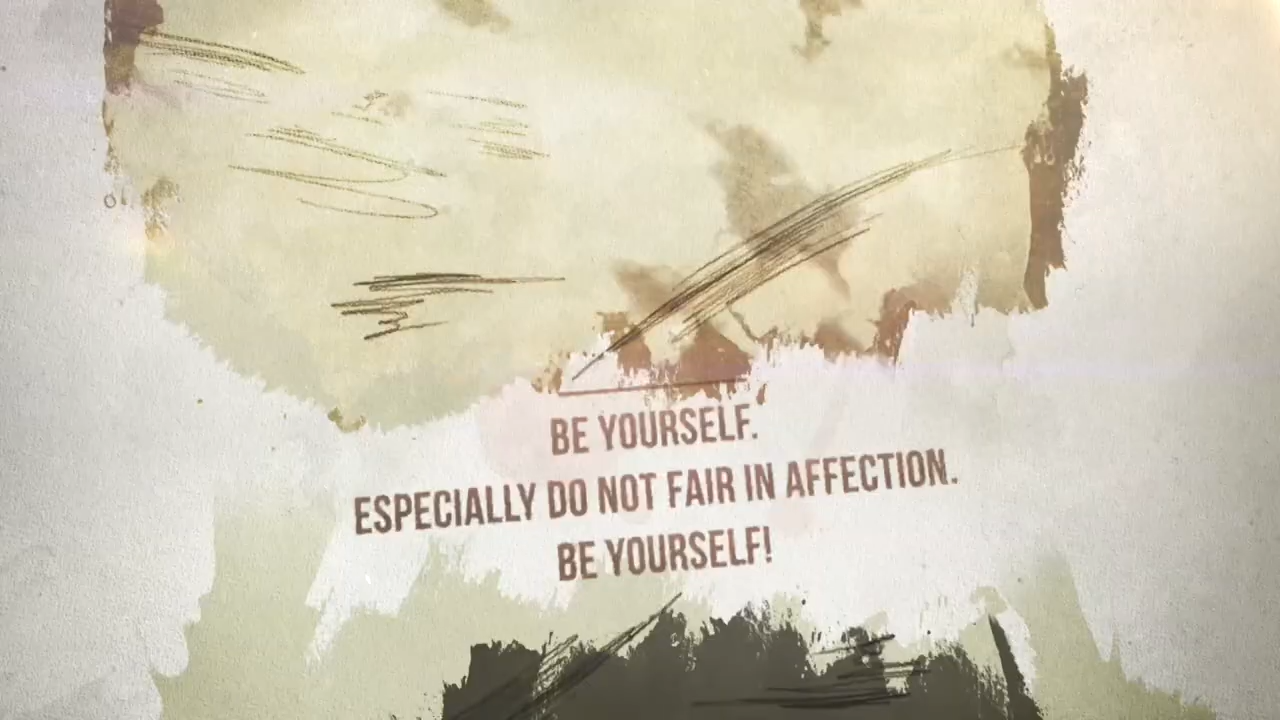 BE YOURSELF.
ESPECIALLY DO NOT FAIR IN AFFECTION.
BE YOURSELF!